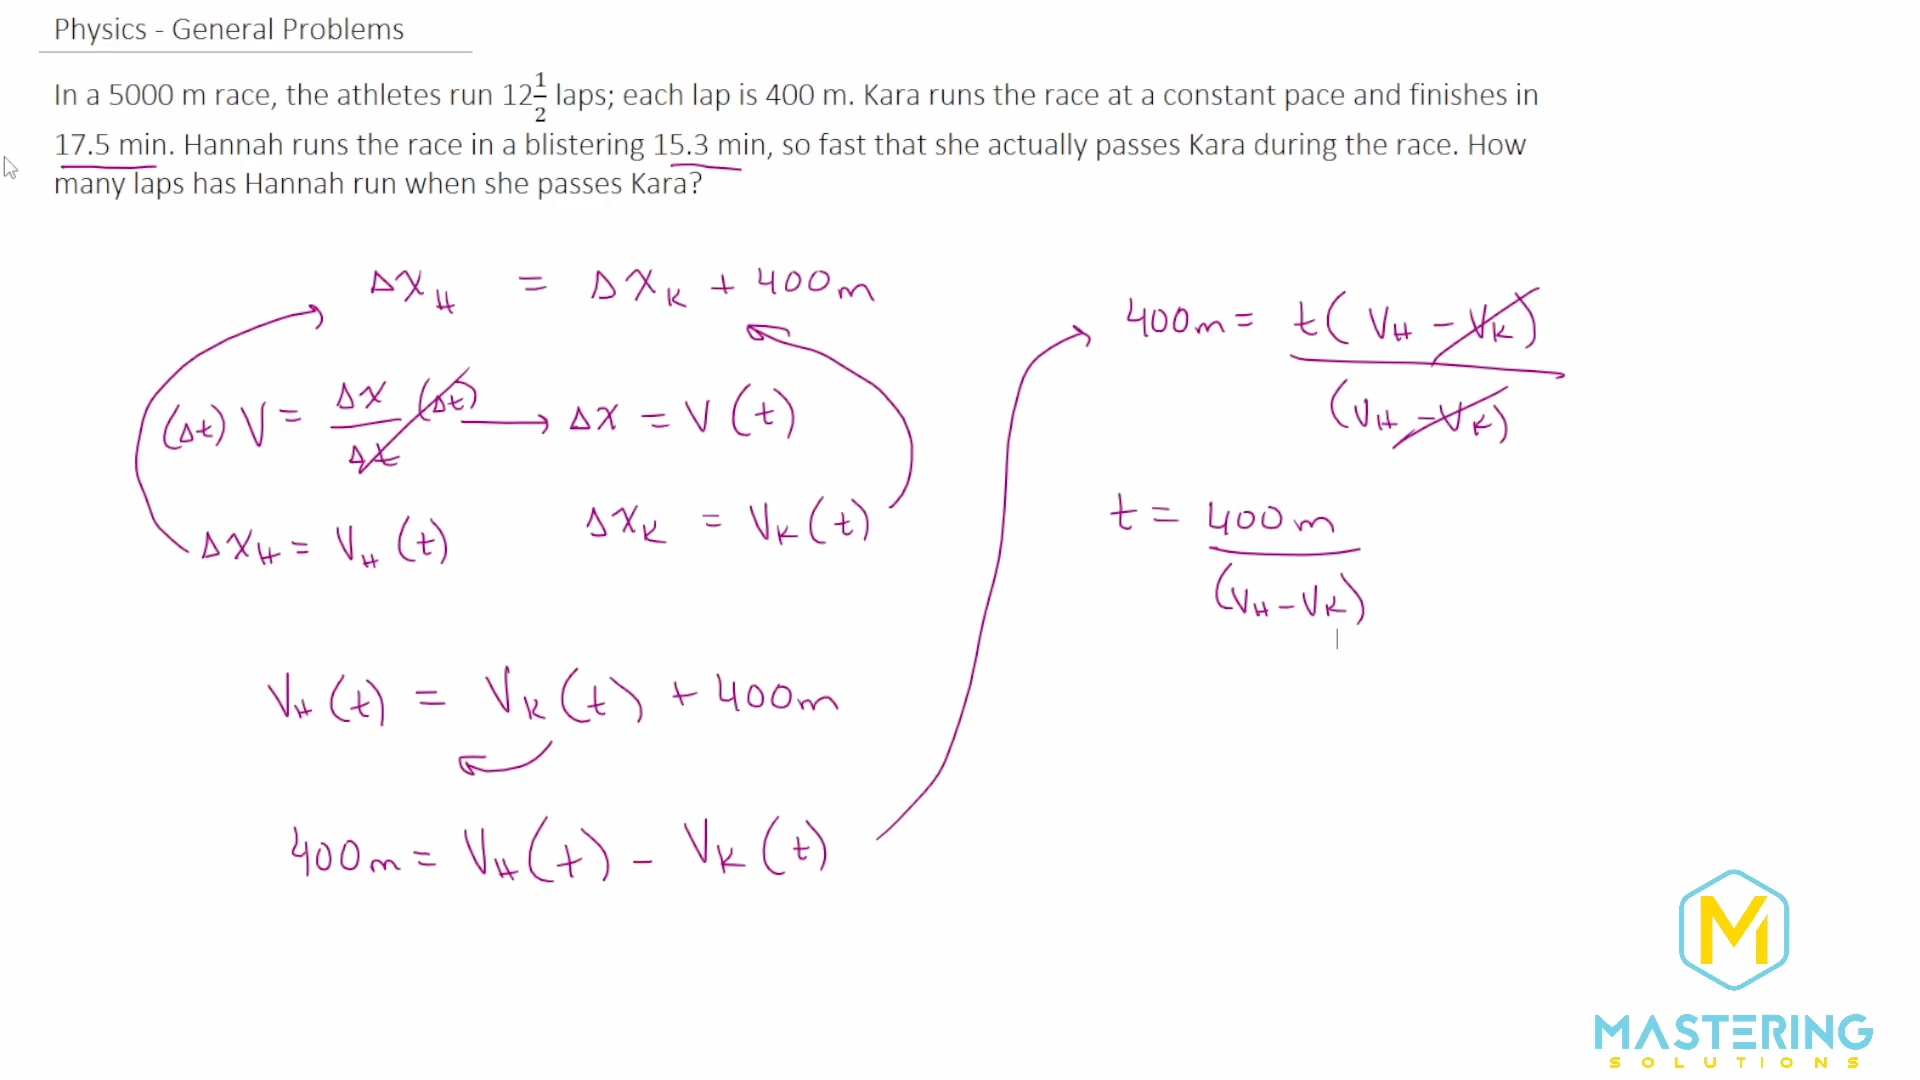 Physics - General Problems
In a 5000 m race, the athletes run 12 1/2 laps; each lap is 400 m. Kara runs the race at a constant pace and finishes in
17.5 min. Hannah runs the race in a blistering 15.3 min, so fast that she actually passes Kara during the race. How
many laps has Hannah run when she passes Kara?
Δx_H = Δx_K + 400m
(Δt) V = Δx/Δt (Δt) → Δx = V (t)
Δx_H = V_H (t)
Δx_K = V_K (t)
V_H (t) = V_K (t) + 400m
400m = V_H (t) - V_K (t)
400m = t( V_H - V_K ) / (V_H - V_K)
t = 400m / (V_H - V_K)
M
MASTERING
SOLUTIONS